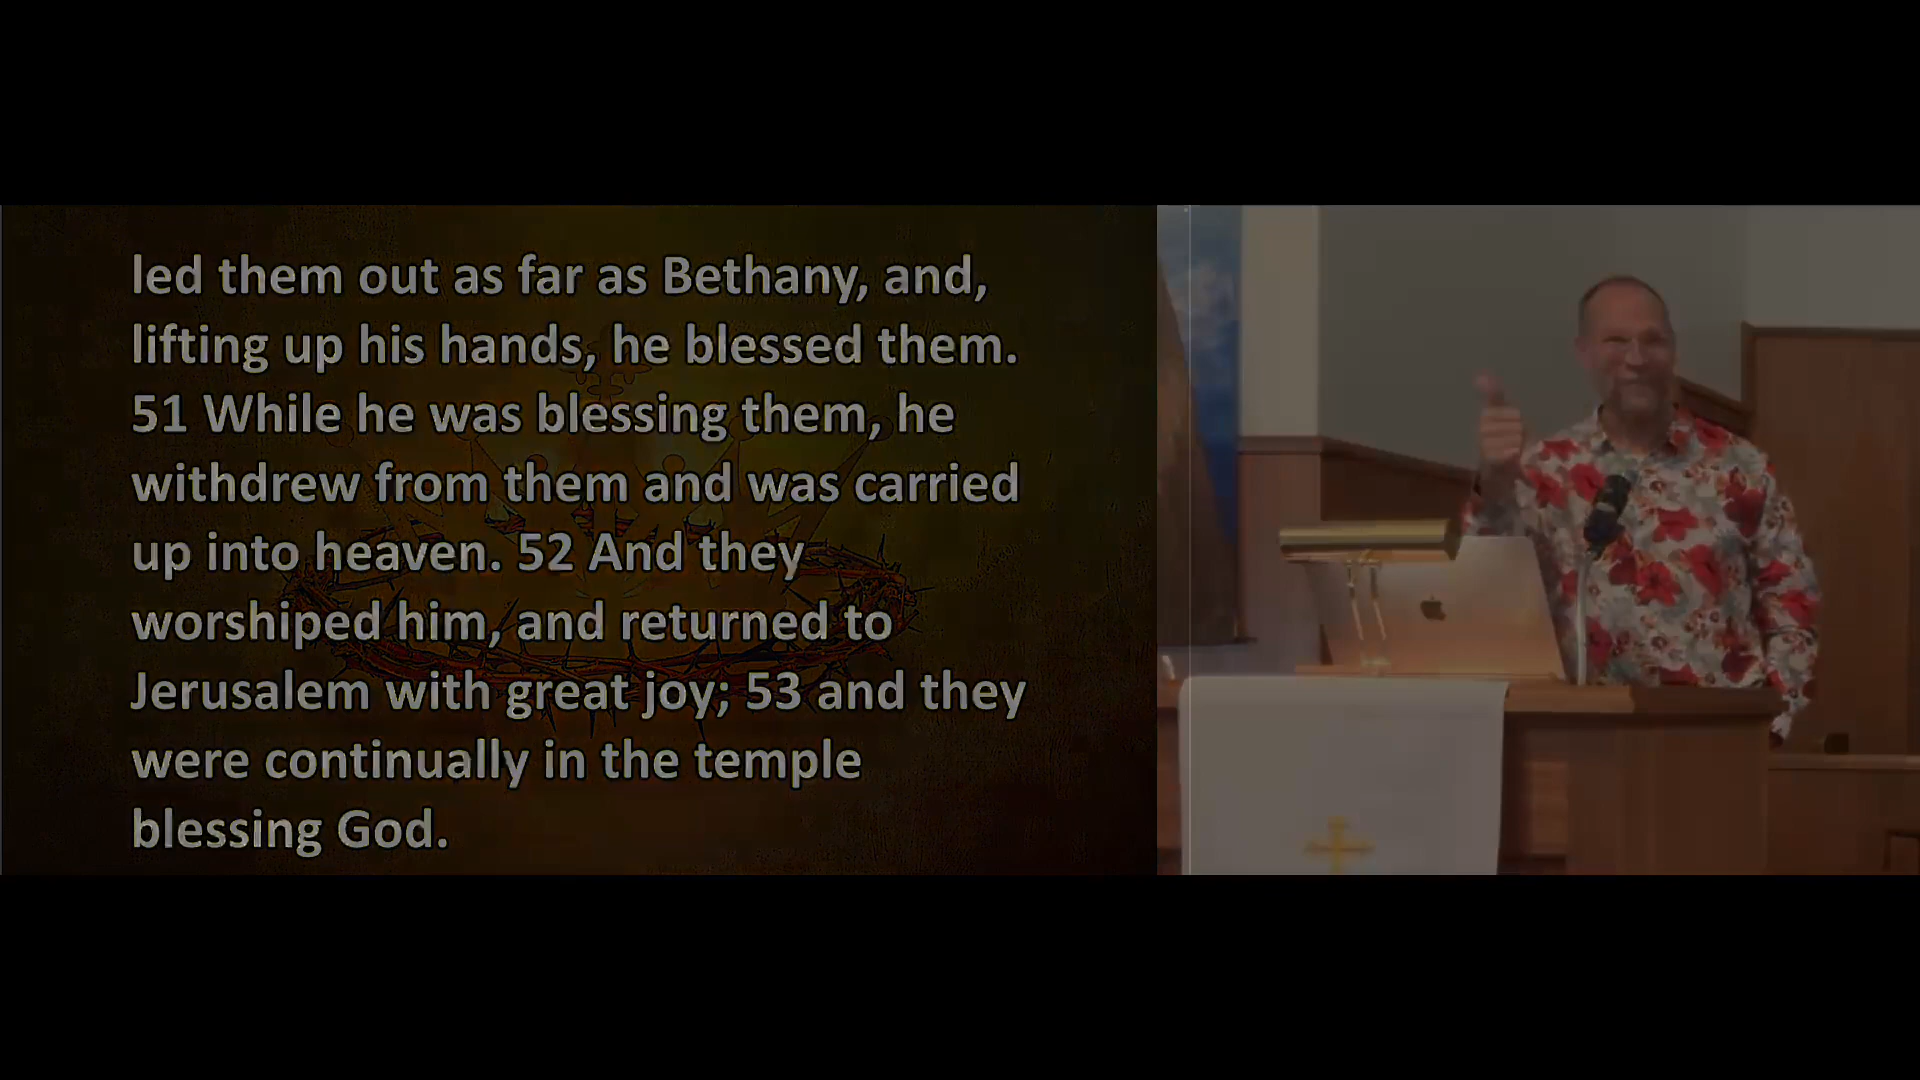 led them out as far as Bethany, and,
lifting up his hands, he blessed them.
51 While he was blessing them, he
withdrew from them and was carried
up into heaven. 52 And they
worshiped him, and returned to
Jerusalem with great joy; 53 and they
were continually in the temple
blessing God.